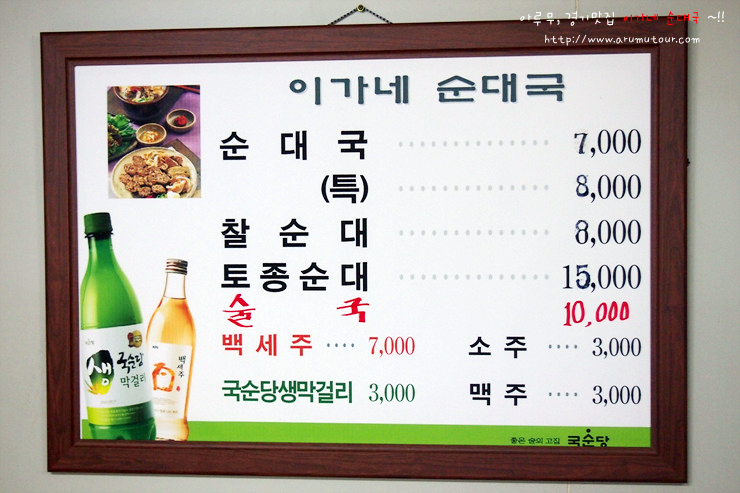 아루무, 경기맛집 이가네 순대국 ~!!
http://www.arumutour.com
이가네 순대국
순대국 ········ 7,000
(특) ········ 8,000
찰순대 ········ 8,000
토종순대 ········ 15,000
술국 10,000
백세주 ···· 7,000 소주 ···· 3,000
국순당생막걸리 3,000 맥주 ···· 3,000
생 국순당 막걸리
백세주
좋은 술의 고집 국순당